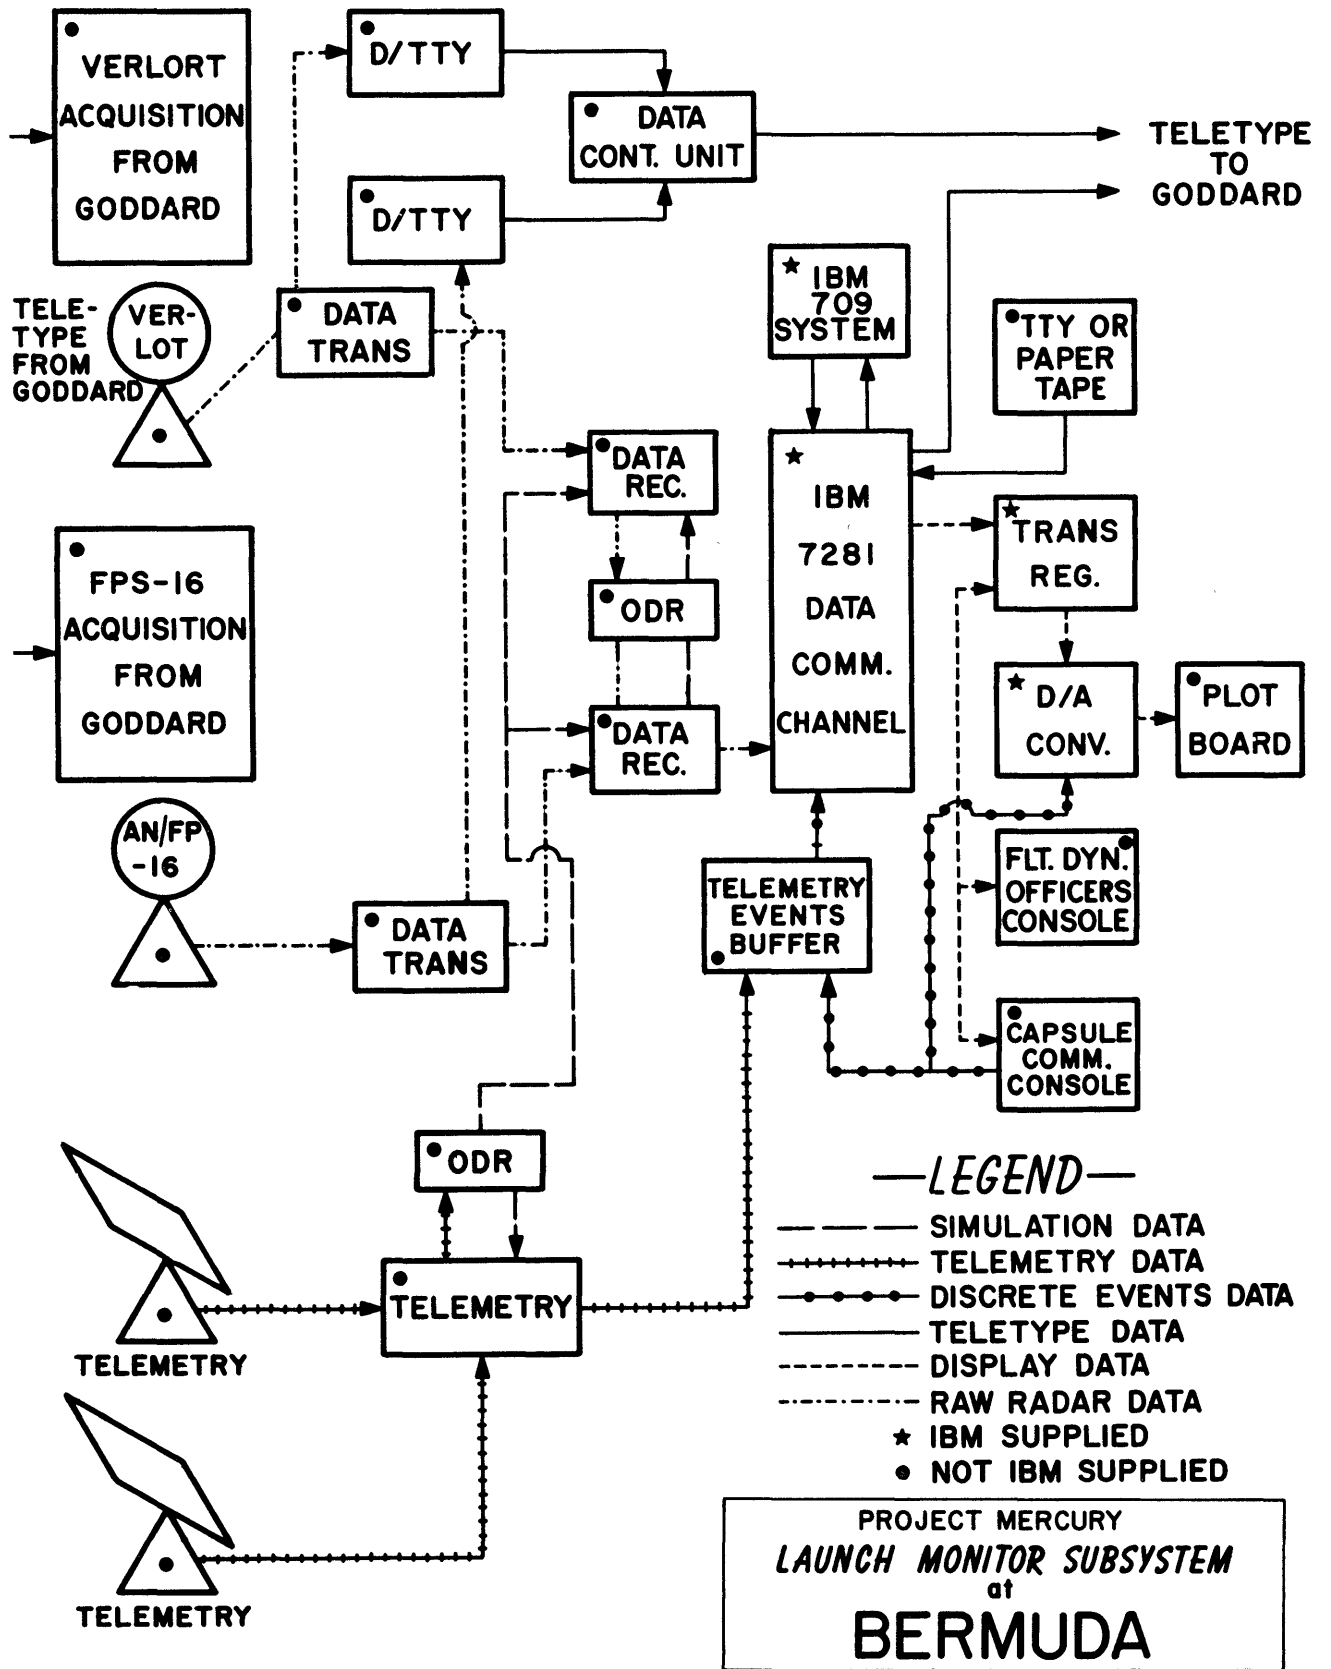 VERLORT
ACQUISITION
FROM
GODDARD
D/TTY
D/TTY
DATA
CONT. UNIT
TELETYPE
TO
GODDARD
TELE-
TYPE
FROM
GODDARD
VER-
LOT
DATA
TRANS
IBM
709
SYSTEM
TTY OR
PAPER
TAPE
DATA
REC.
ODR
DATA
REC.
IBM
7281
DATA
COMM.
CHANNEL
TRANS
REG.
D/A
CONV.
PLOT
BOARD
FPS-16
ACQUISITION
FROM
GODDARD
AN/FP
-16
DATA
TRANS
TELEMETRY
EVENTS
BUFFER
FLT. DYN.
OFFICERS
CONSOLE
CAPSULE
COMM.
CONSOLE
ODR
TELEMETRY
TELEMETRY
TELEMETRY
—LEGEND—
SIMULATION DATA
TELEMETRY DATA
DISCRETE EVENTS DATA
TELETYPE DATA
DISPLAY DATA
RAW RADAR DATA
★ IBM SUPPLIED
● NOT IBM SUPPLIED
PROJECT MERCURY
LAUNCH MONITOR SUBSYSTEM
at
BERMUDA